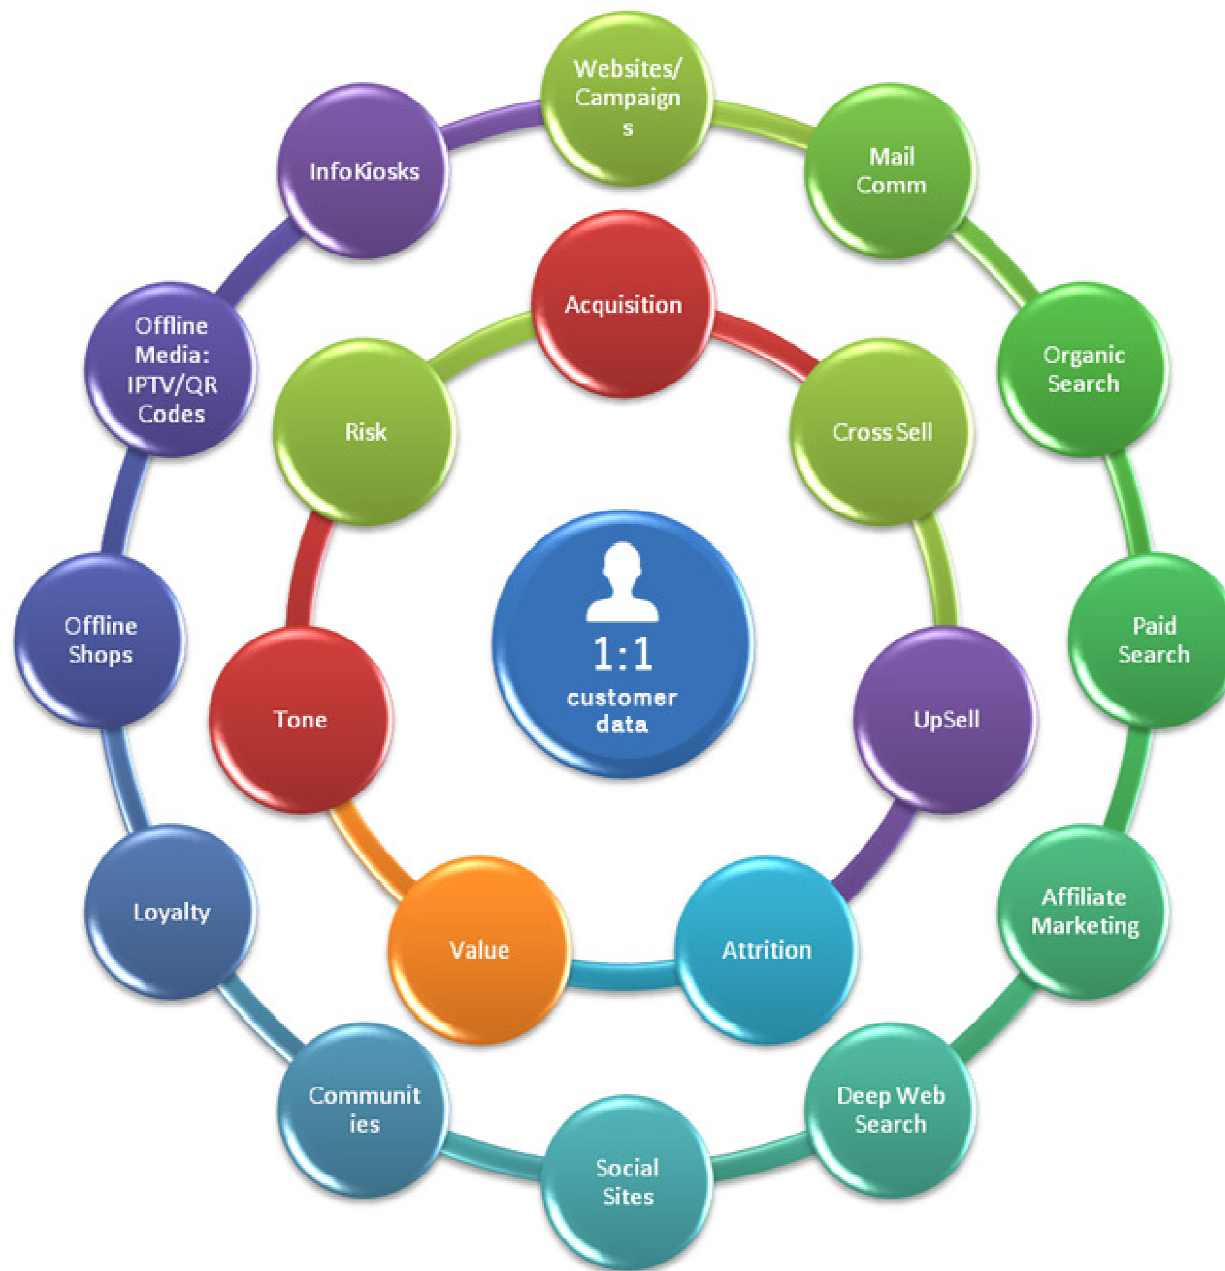 Websites/
Campaign
s
Mail
Comm
Organic
Search
Paid
Search
Affiliate
Marketing
Deep Web
Search
Social
Sites
Communit
ies
Loyalty
Offline
Shops
Offline
Media:
IPTV/QR
Codes
InfoKiosks
Acquisition
Cross Sell
UpSell
Attrition
Value
Tone
Risk
1:1
customer
data